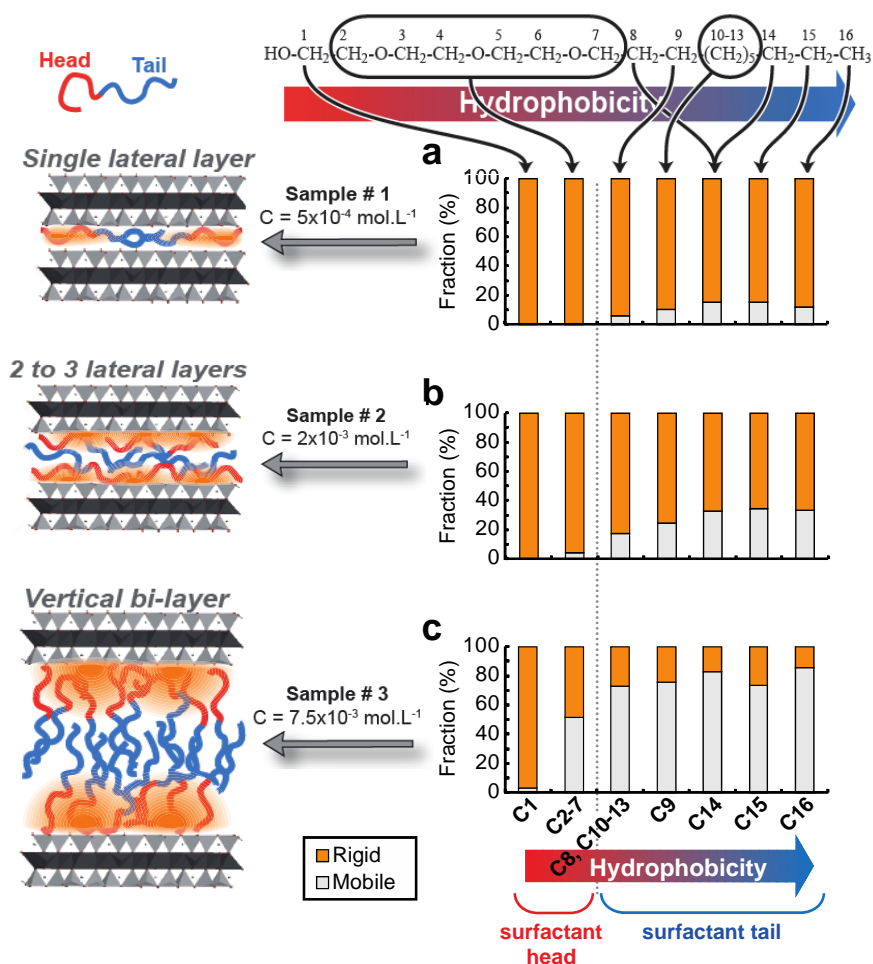 1 2 3 4 5 6 7 8 9 10-13 14 15 16
HO-CH2-CH2-O-CH2-CH2-O-CH2-CH2-O-CH2-CH2-CH2-(CH2)5-CH2-CH2-CH3
Hydrophobicity
Head
Tail
Single lateral layer
Sample # 1
C = 5x10-4 mol.L-1
a
Fraction (%)
100
80
60
40
20
0
2 to 3 lateral layers
Sample # 2
C = 2x10-3 mol.L-1
b
Fraction (%)
100
80
60
40
20
0
Vertical bi-layer
Sample # 3
C = 7.5x10-3 mol.L-1
c
Fraction (%)
100
80
60
40
20
0
C1
C2-7
C8, C10-13
C9
C14
C15
C16
Rigid
Mobile
Hydrophobicity
surfactant
head
surfactant tail